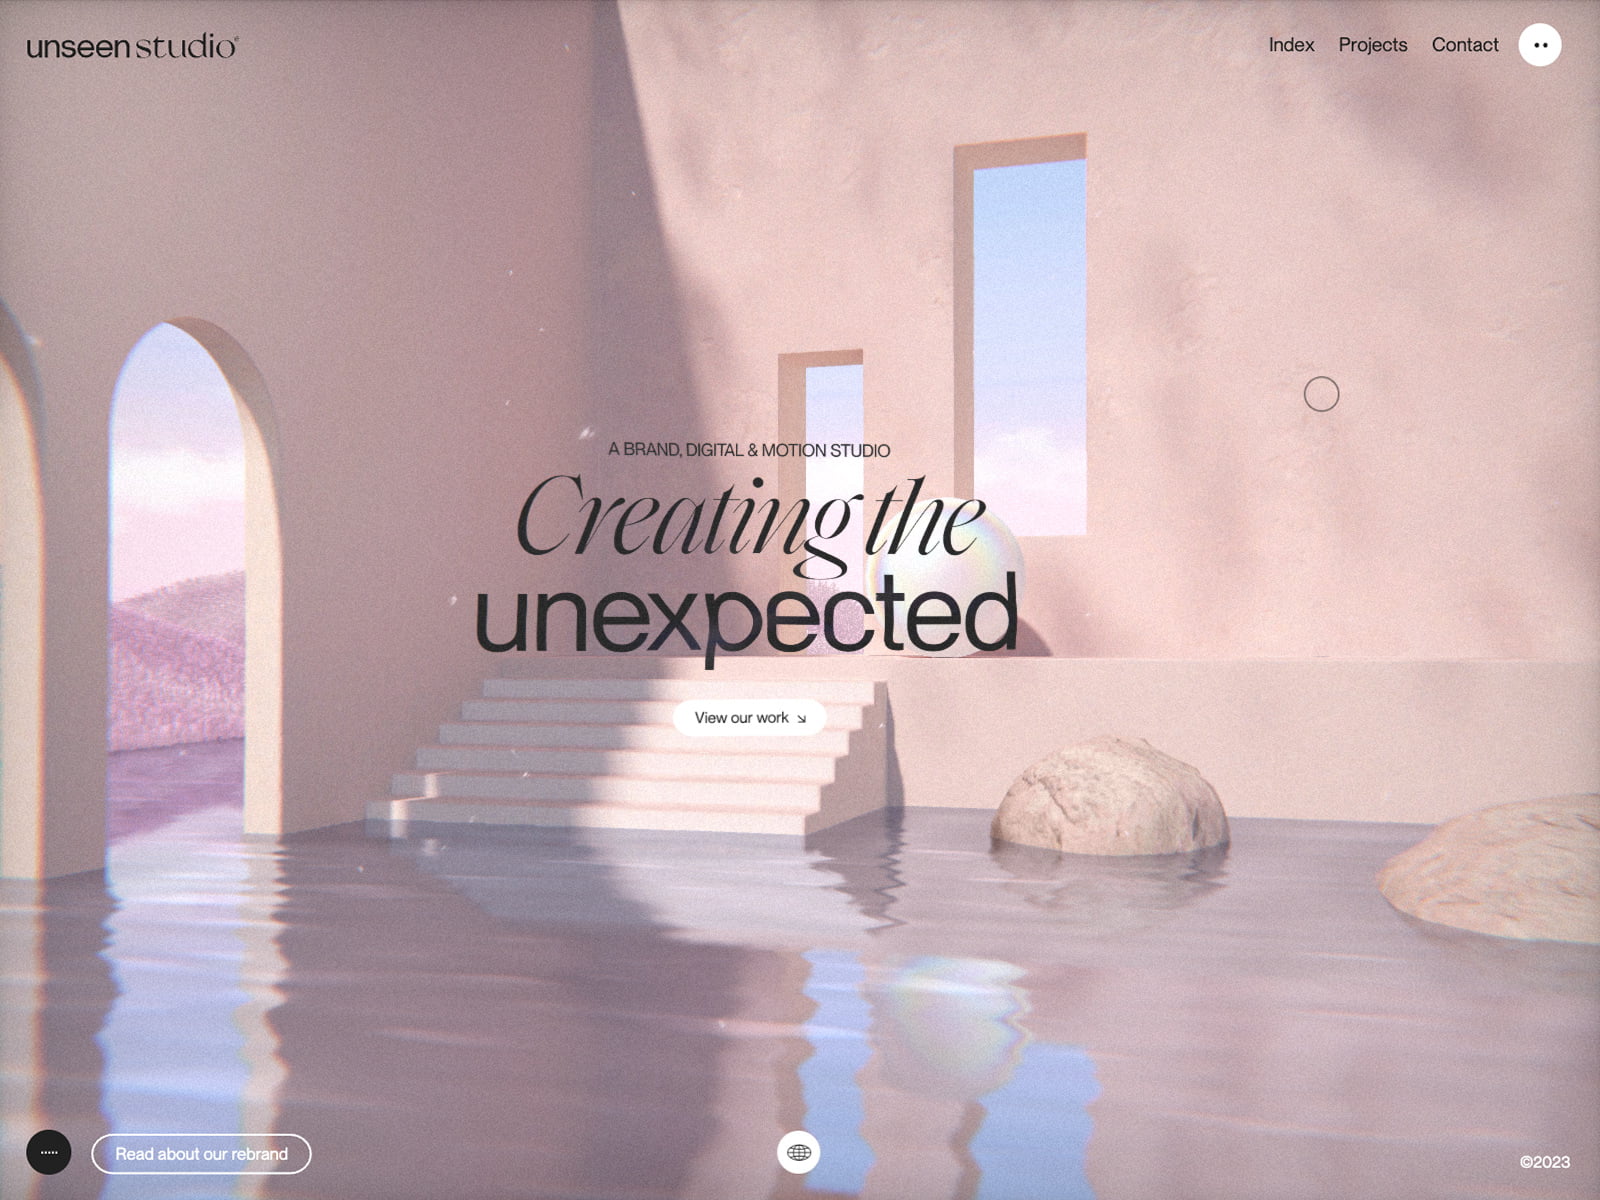 unseen studio®
Index Projects Contact
A BRAND, DIGITAL & MOTION STUDIO
Creating the
unexpected
View our work ↘
Read about our rebrand
©2023